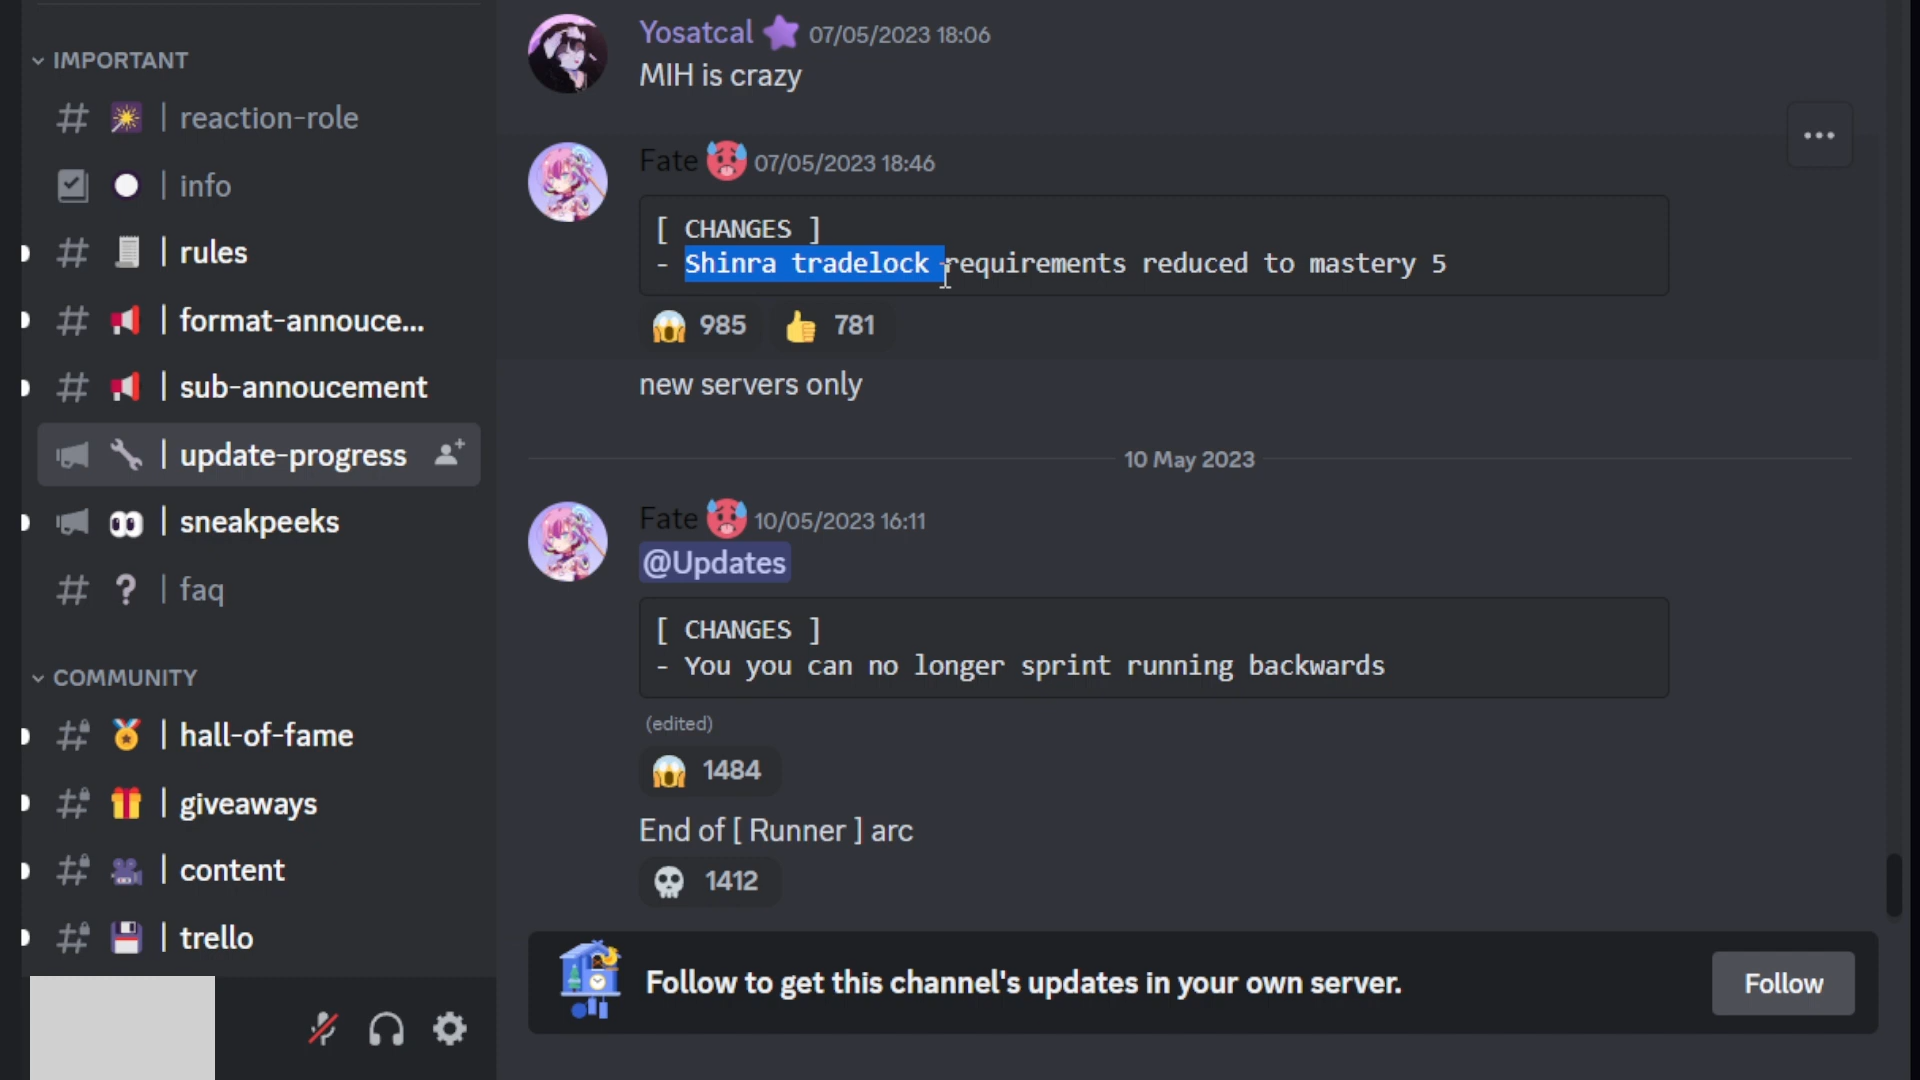 IMPORTANT
| reaction-role
| info
| rules
| format-annouce...
| sub-annoucement
| update-progress
| sneakpeeks
| faq
COMMUNITY
| hall-of-fame
| giveaways
| content
| trello
Yosatcal 07/05/2023 18:06
MIH is crazy
Fate 07/05/2023 18:46
[ CHANGES ]
- Shinra tradelock requirements reduced to mastery 5
985 781
new servers only
10 May 2023
Fate 10/05/2023 16:11
@Updates
[ CHANGES ]
- You you can no longer sprint running backwards
(edited)
1484
End of [ Runner ] arc
1412
Follow to get this channel's updates in your own server.
Follow